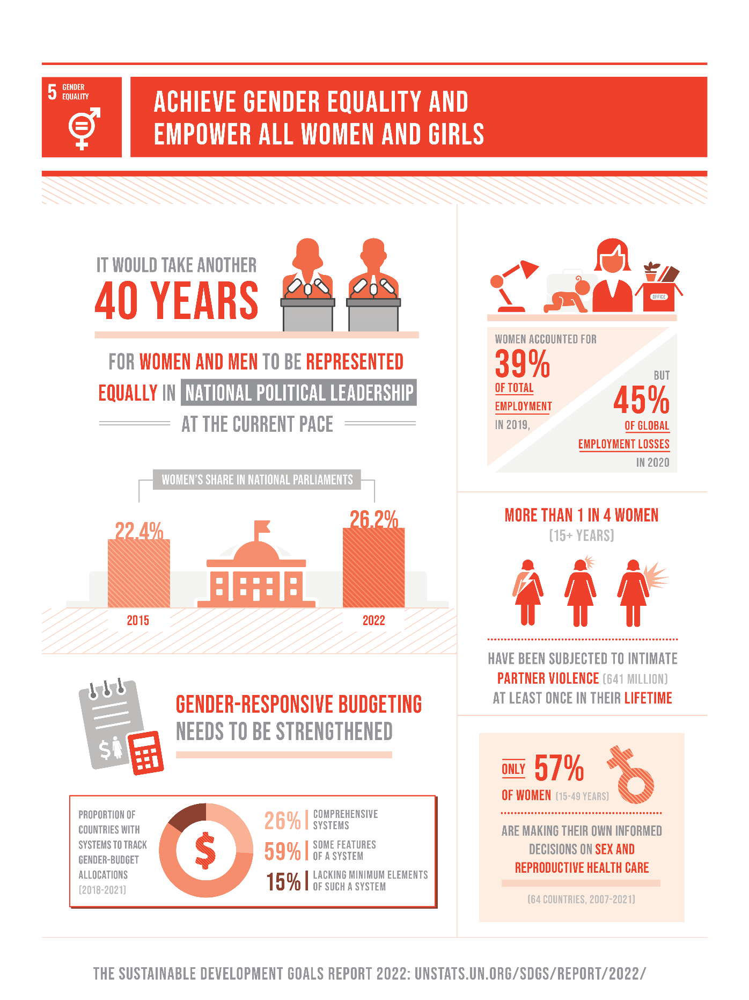 5 GENDER
EQUALITY
ACHIEVE GENDER EQUALITY AND
EMPOWER ALL WOMEN AND GIRLS
IT WOULD TAKE ANOTHER
40 YEARS
FOR WOMEN AND MEN TO BE REPRESENTED
EQUALLY IN NATIONAL POLITICAL LEADERSHIP
AT THE CURRENT PACE
WOMEN'S SHARE IN NATIONAL PARLIAMENTS
22.4%
26.2%
2015
2022
GENDER-RESPONSIVE BUDGETING
NEEDS TO BE STRENGTHENED
$
PROPORTION OF
COUNTRIES WITH
SYSTEMS TO TRACK
GENDER-BUDGET
ALLOCATIONS
(2018-2021)
$
26% COMPREHENSIVE
SYSTEMS
59% SOME FEATURES
OF A SYSTEM
15% LACKING MINIMUM ELEMENTS
OF SUCH A SYSTEM
OFFICE
WOMEN ACCOUNTED FOR
39%
OF TOTAL
EMPLOYMENT
IN 2019,
BUT
45%
OF GLOBAL
EMPLOYMENT LOSSES
IN 2020
MORE THAN 1 IN 4 WOMEN
(15+ YEARS)
HAVE BEEN SUBJECTED TO INTIMATE
PARTNER VIOLENCE (641 MILLION)
AT LEAST ONCE IN THEIR LIFETIME
ONLY 57%
OF WOMEN (15-49 YEARS)
ARE MAKING THEIR OWN INFORMED
DECISIONS ON SEX AND
REPRODUCTIVE HEALTH CARE
(64 COUNTRIES, 2007-2021)
THE SUSTAINABLE DEVELOPMENT GOALS REPORT 2022: UNSTATS.UN.ORG/SDGS/REPORT/2022/